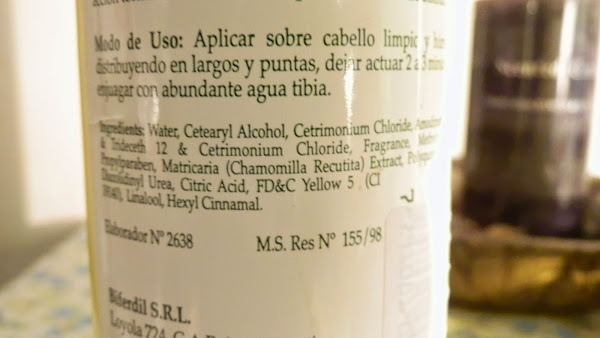 Modo de Uso: Aplicar sobre cabello limpio y
distribuyendo en largos y puntas, dejar actuar 2 a 3
enjuagar con abundante agua tibia.
Ingredients: Water, Cetearyl Alcohol, Cetrimonium Chloride,
& Trideceth 12 & Cetrimonium Chloride, Fragrance,
Propylparaben, Matricaria (Chamomilla Recutita) Extract,
Urea, Citric Acid, FD&C Yellow 5 (CI
Linalool, Hexyl Cinnamal.
Elaborador Nº 2638 M.S. Res Nº 155/98
Biferdil S.R.L.
Loyola 724